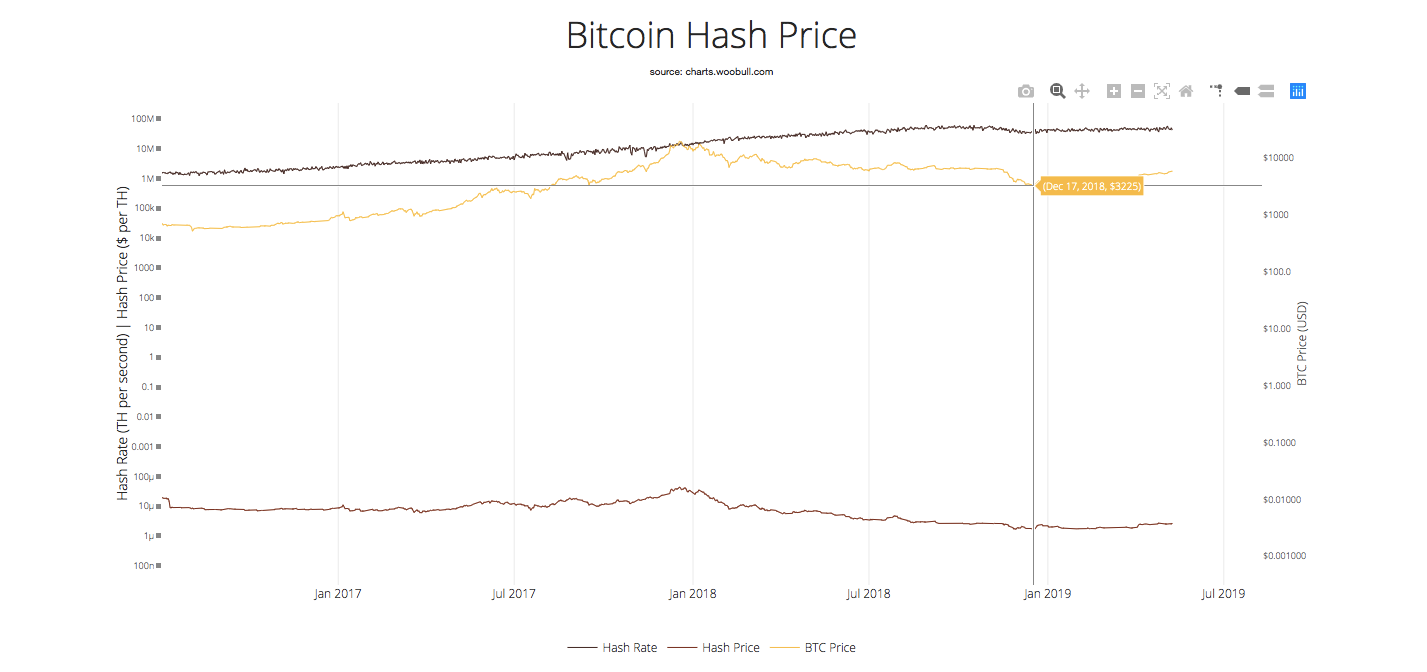 Bitcoin Hash Price
source: charts.woobull.com
100M
10M
1M
100k
10k
1000
100
10
1
0.1
0.01
0.001
100µ
10µ
1µ
100n
Hash Rate (TH per second) | Hash Price ($ per TH)
(Dec 17, 2018, $3225)
$10000
$1000
$100.0
$10.00
$1.000
$0.1000
$0.01000
$0.001000
BTC Price (USD)
Jan 2017
Jul 2017
Jan 2018
Jul 2018
Jan 2019
Jul 2019
Hash Rate
Hash Price
BTC Price